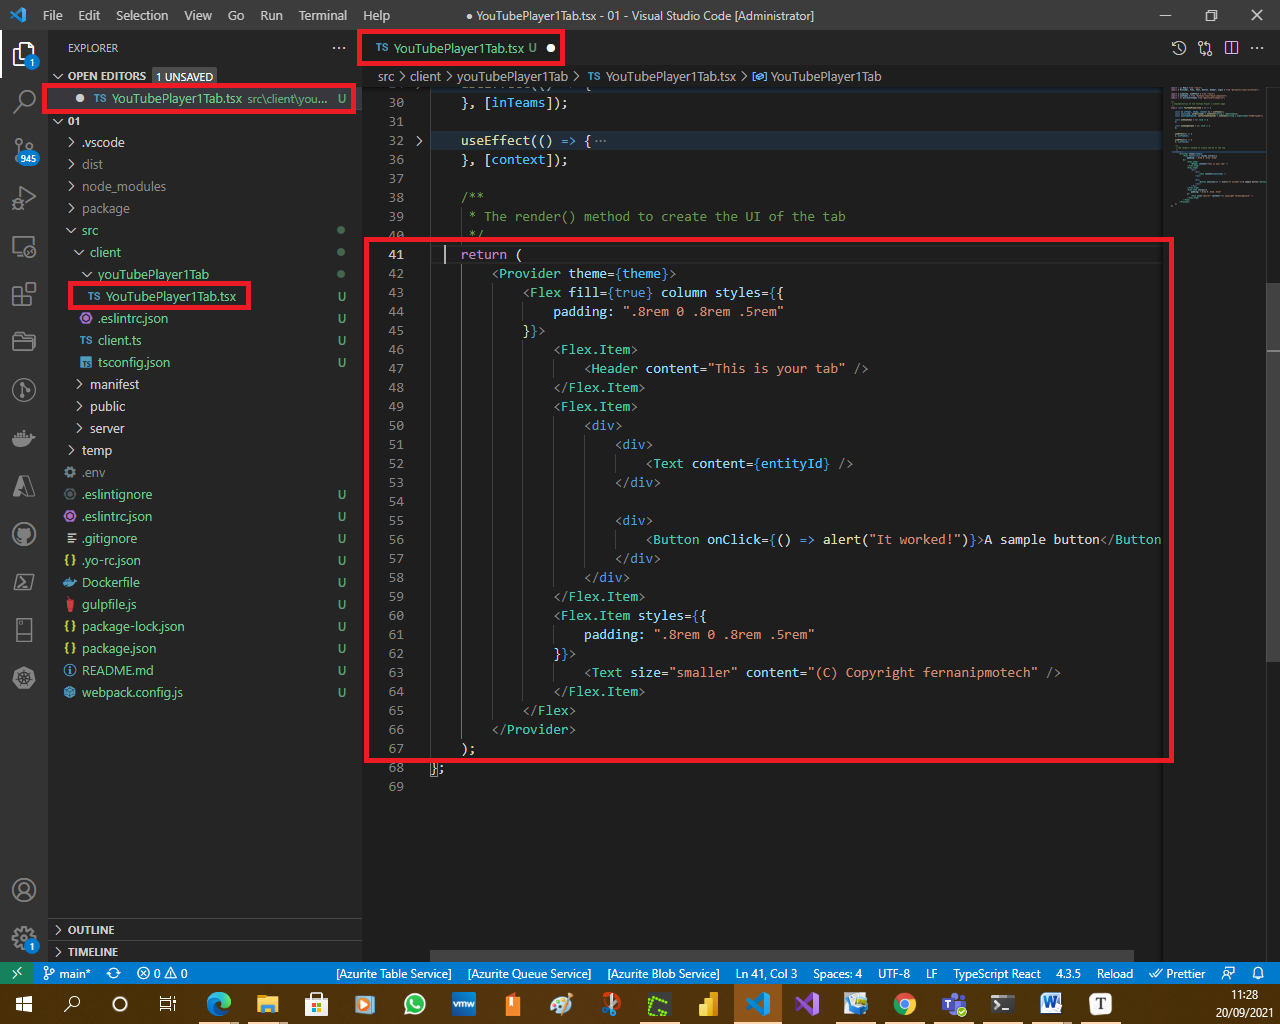 File Edit Selection View Go Run Terminal Help
● YouTubePlayer1Tab.tsx - 01 - Visual Studio Code [Administrator]
EXPLORER
OPEN EDITORS 1 UNSAVED
TS YouTubePlayer1Tab.tsx src\client\you... U
01
.vscode
dist
node_modules
package
src
client
youTubePlayer1Tab
TS YouTubePlayer1Tab.tsx U
.eslintrc.json U
TS client.ts U
TS tsconfig.json U
manifest
public
server
temp
.env
.eslintignore U
.eslintrc.json U
.gitignore U
{} .yo-rc.json U
Dockerfile U
gulpfile.js U
{} package-lock.json U
{} package.json U
README.md U
webpack.config.js U
OUTLINE
TIMELINE
1
945
1
TS YouTubePlayer1Tab.tsx U
src > client > youTubePlayer1Tab > TS YouTubePlayer1Tab.tsx > YouTubePlayer1Tab
30 }, [inTeams]);
31
32 useEffect(() => { ...
36 }, [context]);
37
38 /**
39 * The render() method to create the UI of the tab
40 */
41 return (
42 <Provider theme={theme}>
43 <Flex fill={true} column styles={{
44 padding: ".8rem 0 .8rem .5rem"
45 }}>
46 <Flex.Item>
47 <Header content="This is your tab" />
48 </Flex.Item>
49 <Flex.Item>
50 <div>
51 <div>
52 <Text content={entityId} />
53 </div>
54
55 <div>
56 <Button onClick={() => alert("It worked!")}>A sample button</Button
57 </div>
58 </div>
59 </Flex.Item>
60 <Flex.Item styles={{
61 padding: ".8rem 0 .8rem .5rem"
62 }}>
63 <Text size="smaller" content="(C) Copyright fernanipmotech" />
64 </Flex.Item>
65 </Flex>
66 </Provider>
67 );
68 };
69
main* 0 0 [Azurite Table Service] [Azurite Queue Service] [Azurite Blob Service] Ln 41, Col 3 Spaces: 4 UTF-8 LF TypeScript React 4.3.5 Reload Prettier
vmw W T
11:28
20/09/2021